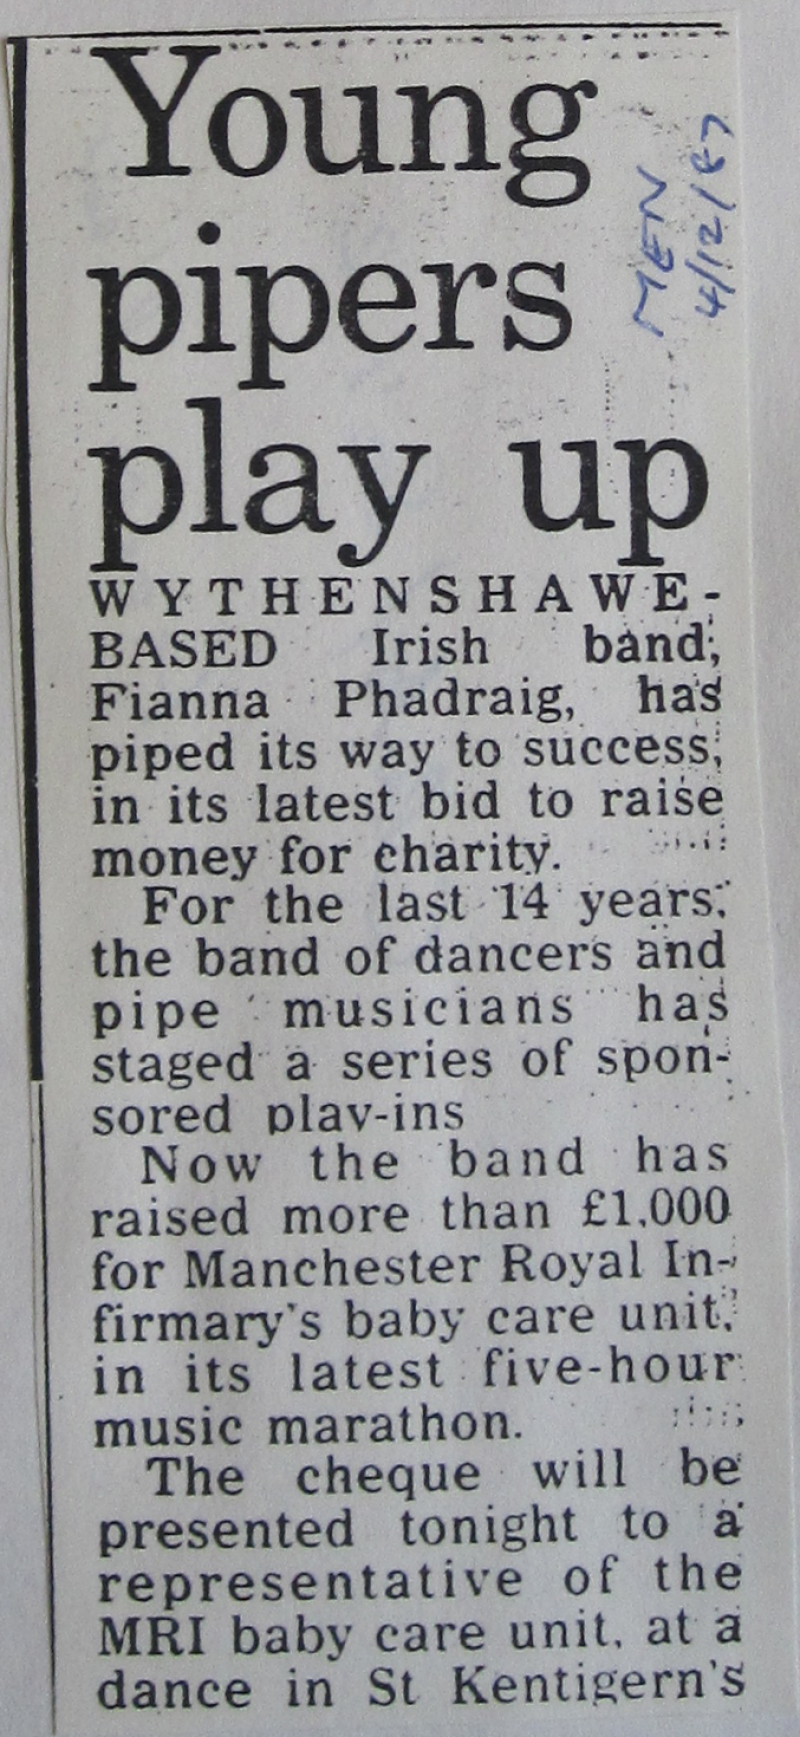 Young
pipers
play up
MEN
4/12/87
WYTHENSHAWE-
BASED Irish band,
Fianna Phadraig, has
piped its way to success,
in its latest bid to raise
money for charity.
For the last 14 years,
the band of dancers and
pipe musicians has
staged a series of spon-
sored play-ins
Now the band has
raised more than £1,000
for Manchester Royal In-
firmary's baby care unit,
in its latest five-hour
music marathon.
The cheque will be
presented tonight to a
representative of the
MRI baby care unit, at a
dance in St Kentigern's